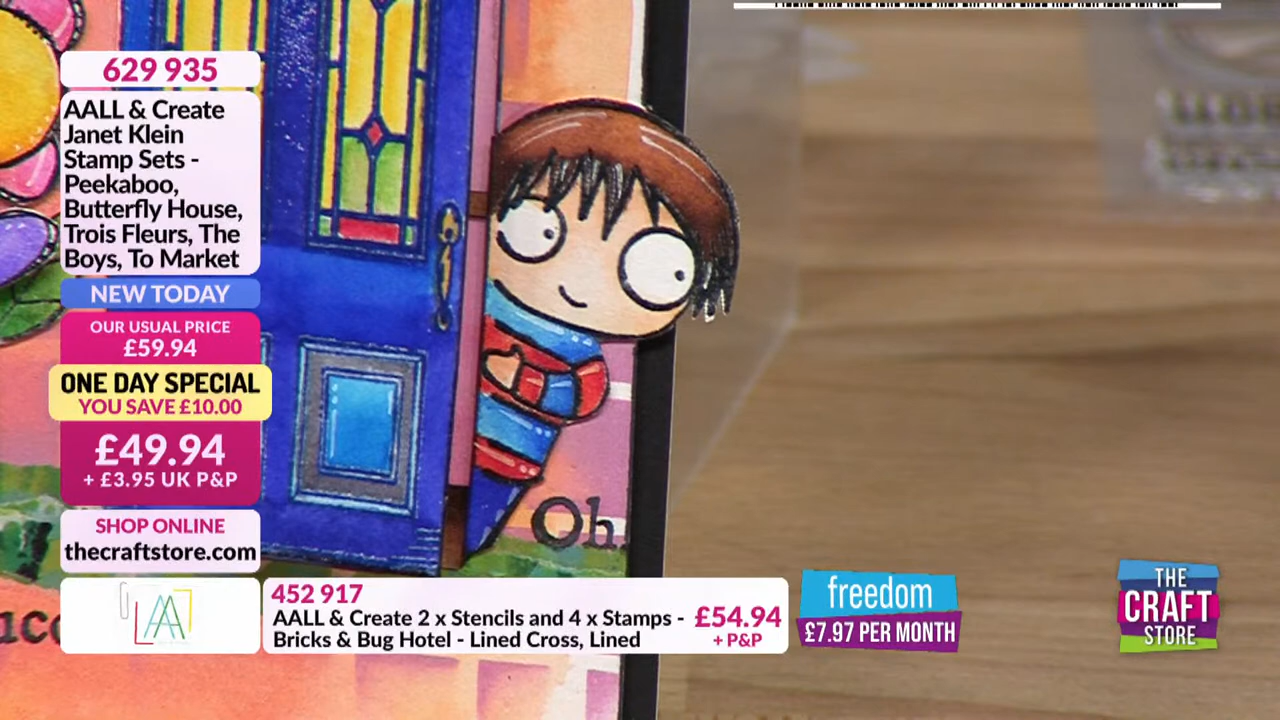 629 935
AALL & Create
Janet Klein
Stamp Sets -
Peekaboo,
Butterfly House,
Trois Fleurs, The
Boys, To Market
NEW TODAY
OUR USUAL PRICE
£59.94
ONE DAY SPECIAL
YOU SAVE £10.00
£49.94
+ £3.95 UK P&P
SHOP ONLINE
thecraftstore.com
Oh
452 917
AALL & Create 2 x Stencils and 4 x Stamps -
Bricks & Bug Hotel - Lined Cross, Lined
£54.94
+ P&P
freedom
£7.97 PER MONTH
THE
CRAFT
STORE